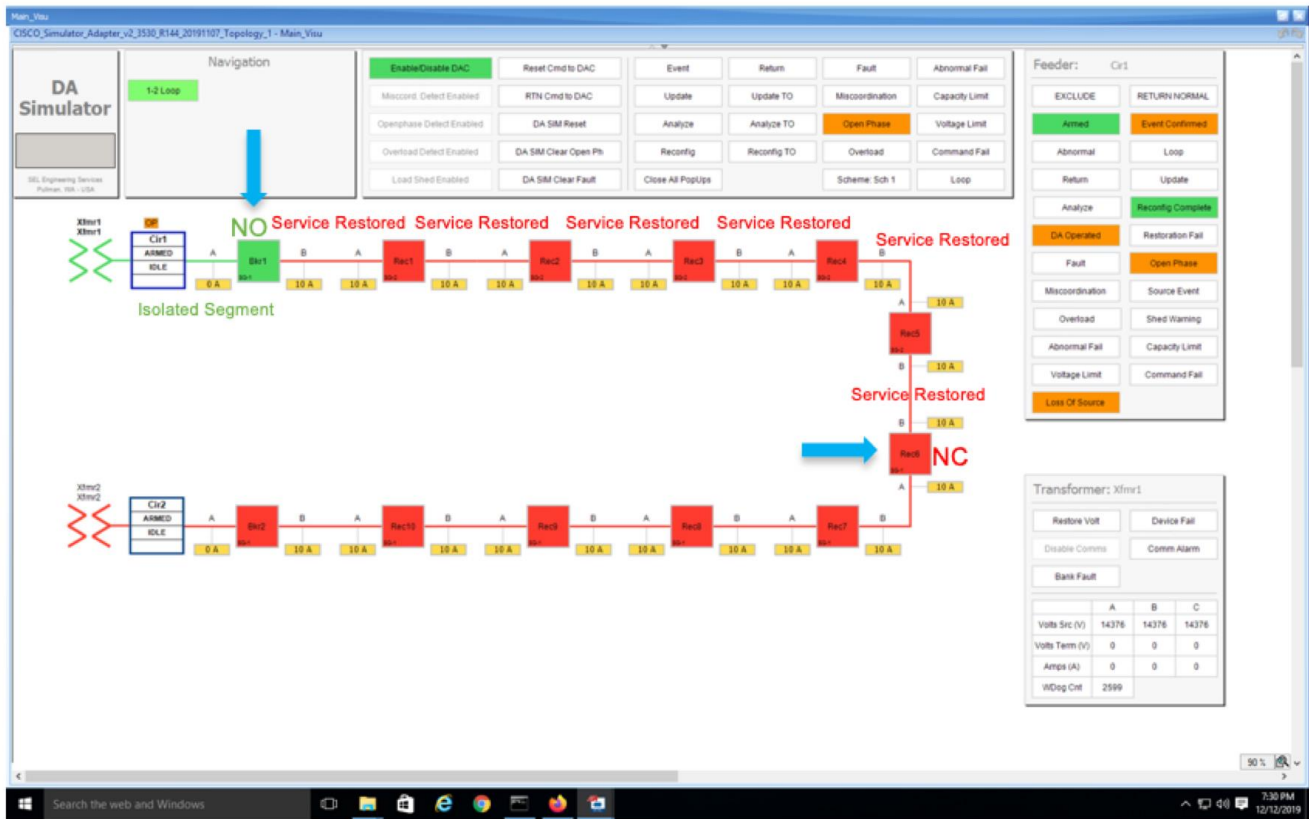 Main_Visu
CISCO_Simulator_Adapter_v2_3530_R144_20191107_Topology_1 - Main_Visu
DA
Simulator
SEL Engineering Services
Pullman, WA - USA
Navigation
1-2 Loop
Enable/Disable DAC Reset Cmd to DAC Event Return Fault Abnormal Fail
Miscoord. Detect Enabled RTN Cmd to DAC Update Update TO Miscoordination Capacity Limit
Openphase Detect Enabled DA SIM Reset Analyze Analyze TO Open Phase Voltage Limit
Overload Detect Enabled DA SIM Clear Open Ph Reconfig Reconfig TO Overload Command Fail
Load Shed Enabled DA SIM Clear Fault Close All PopUps Scheme: Sch 1 Loop
Feeder: Cir1
EXCLUDE RETURN NORMAL
Armed Event Confirmed
Abnormal Loop
Return Update
Analyze Reconfig Complete
DA Operated Restoration Fail
Fault Open Phase
Miscoordination Source Event
Overload Shed Warning
Abnormal Fail Capacity Limit
Voltage Limit Command Fail
Loss Of Source
Xfmr1
Xfmr1
OP
Cir1
ARMED
IDLE
NO Service Restored Service Restored Service Restored Service Restored
Service Restored
A B A B A B A B A B
Bkr1 Rec1 Rec2 Rec3 Rec4
0 A 10 A 10 A 10 A 10 A 10 A 10 A 10 A 10 A 10 A
Isolated Segment
A 10 A
Rec5
B 10 A
Service Restored
B 10 A
Rec6 NC
A 10 A
Xfmr2
Xfmr2
Cir2
ARMED
IDLE
A B A B A B A B A B
Bkr2 Rec10 Rec9 Rec8 Rec7
0 A 10 A 10 A 10 A 10 A 10 A 10 A 10 A 10 A 10 A
Transformer: Xfmr1
Restore Volt Device Fail
Disable Comms Comm Alarm
Bank Fault
A B C
Volts Src (V) 14376 14376 14376
Volts Term (V) 0 0 0
Amps (A) 0 0 0
WDog Cnt 2599
90 %
Search the web and Windows
7:30 PM
12/12/2019